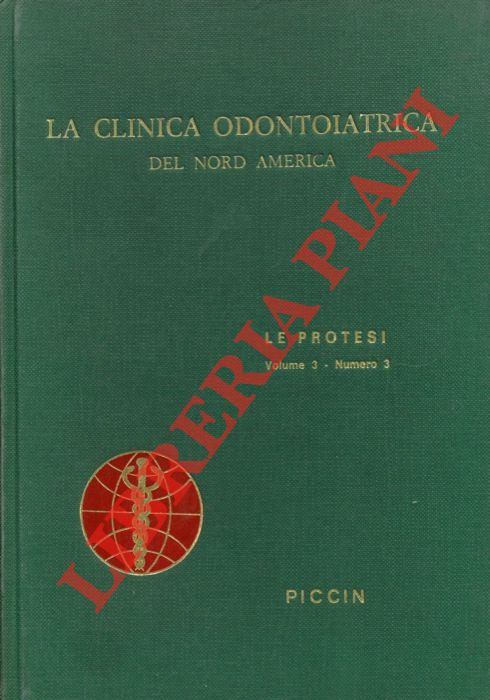 LA CLINICA ODONTOIATRICA
DEL NORD AMERICA
LE PROTESI
Volume 3 - Numero 3
PICCIN
LIBRERIA PIANI